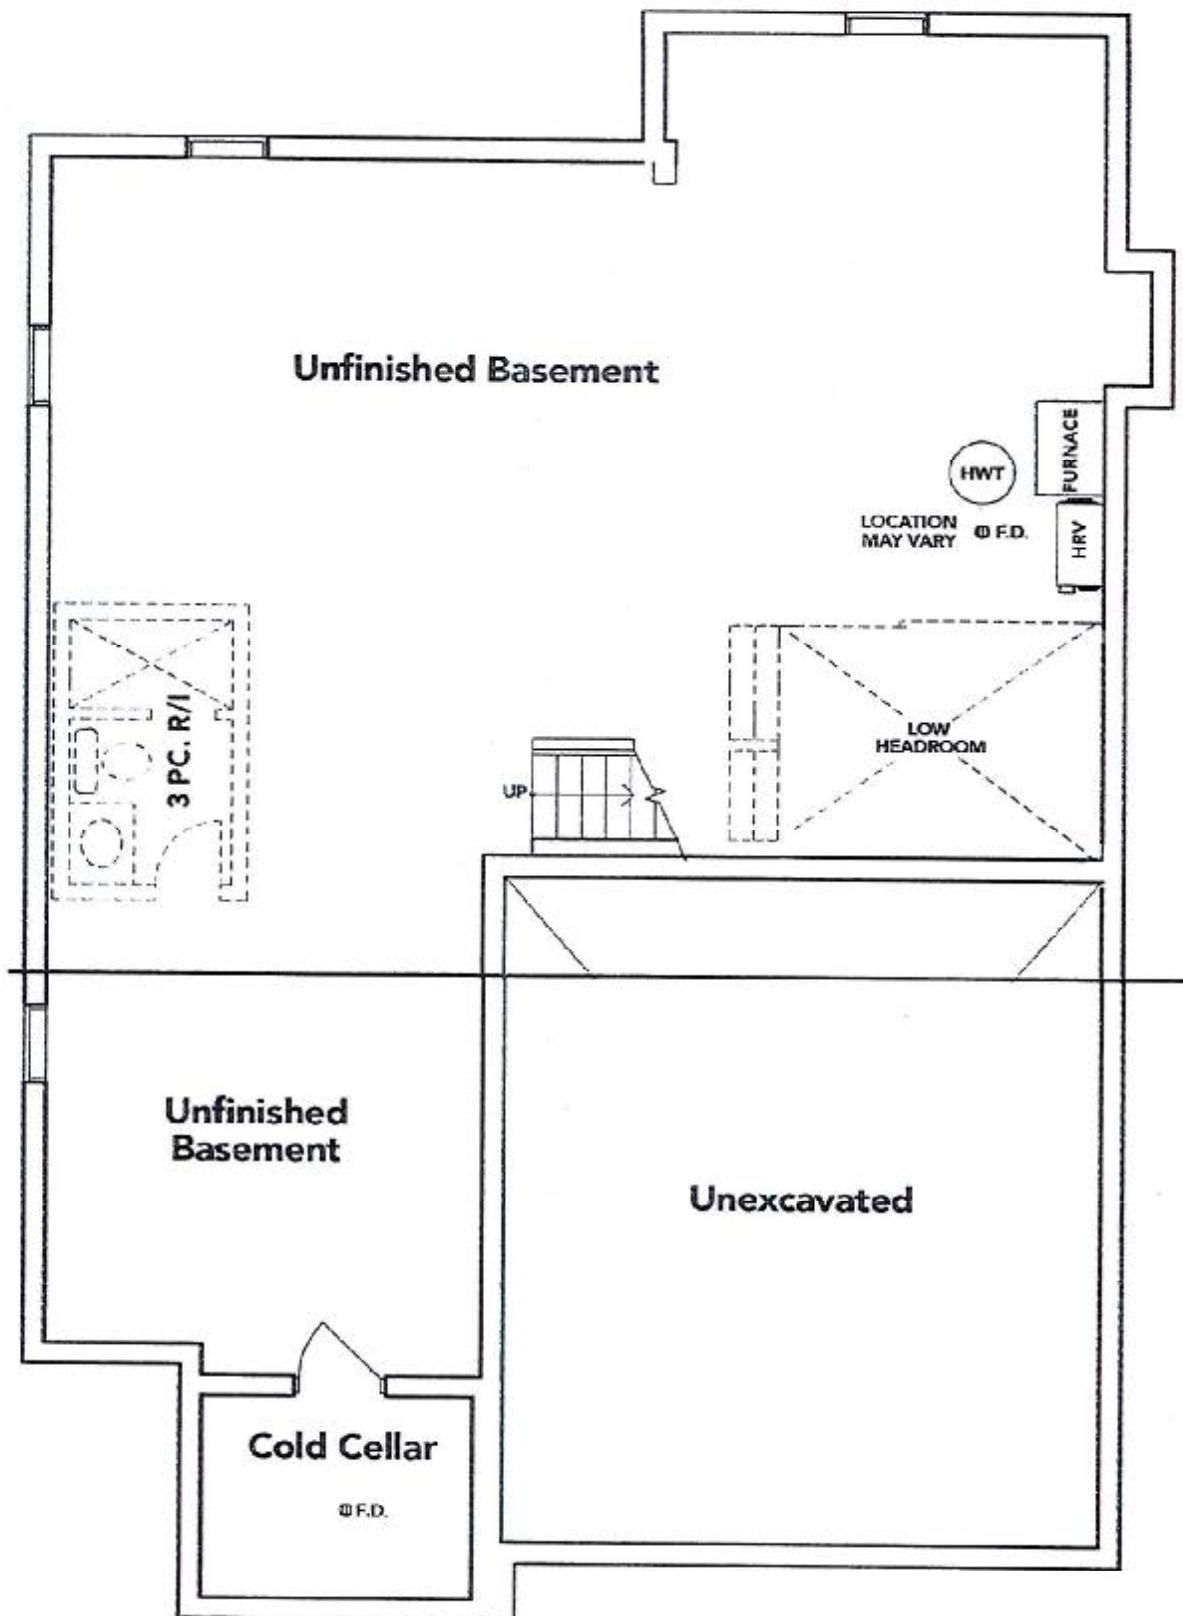 Unfinished Basement
FURNACE
HWT
LOCATION
MAY VARY
F.D.
HRV
3 PC. R/I
LOW
HEADROOM
UP
Unfinished
Basement
Unexcavated
Cold Cellar
F.D.